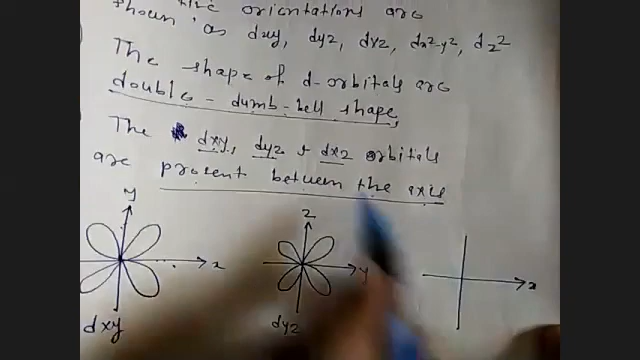 five orientations are
shown as dxy, dyz, dxz, dx²-y², dz²
The shape of d-orbitals are
double - dumb-bell shape,
The dxy, dyz & dxz orbitals
are present between the axis
y
x
dxy
z
y
dyz
x